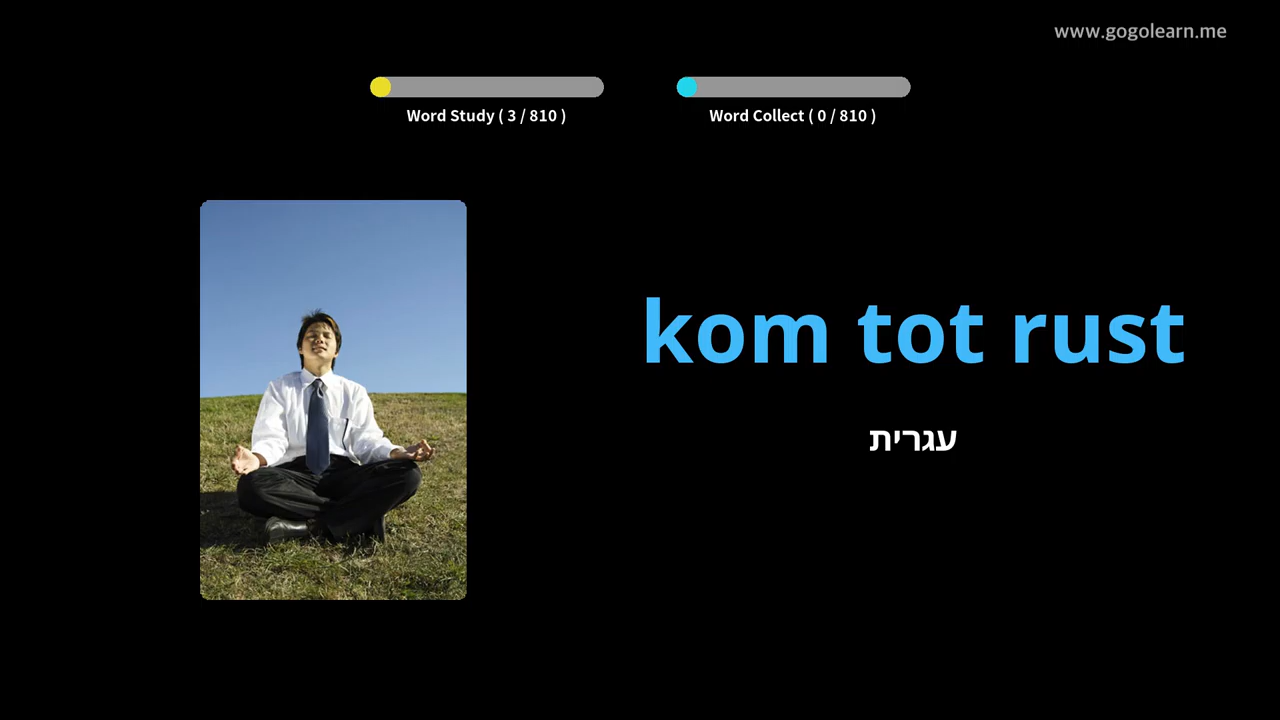 www.gogolearn.me
Word Study ( 3 / 810 )
Word Collect ( 0 / 810 )
kom tot rust
עגרית